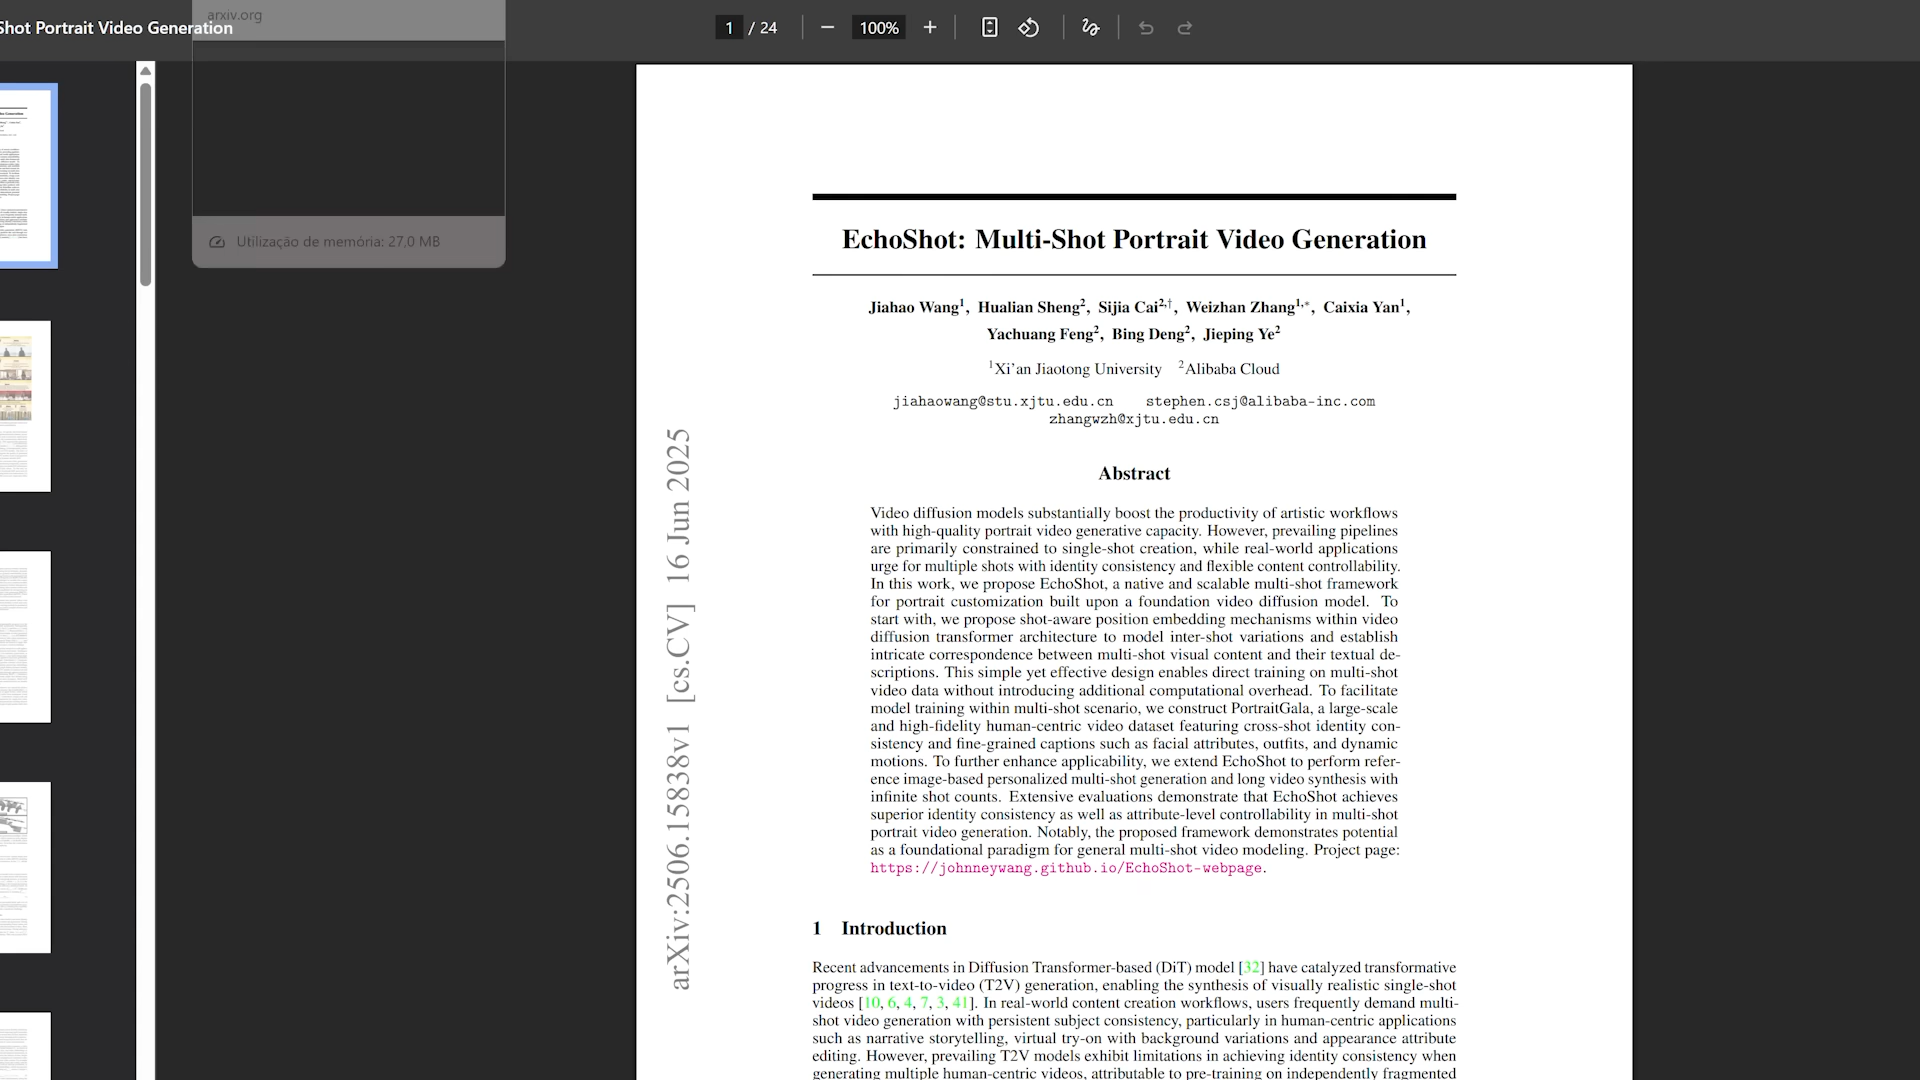 arxiv.org
Shot Portrait Video Generation
1 / 24
100%
Utilização de memória: 27,0 MB
EchoShot: Multi-Shot Portrait Video Generation
Jiahao Wang1, Hualian Sheng2, Sijia Cai2,†, Weizhan Zhang1,*, Caixia Yan1,
Yachuang Feng2, Bing Deng2, Jieping Ye2
1Xi'an Jiaotong University 2Alibaba Cloud
jiahaowang@stu.xjtu.edu.cn stephen.csj@alibaba-inc.com
zhangwzh@xjtu.edu.cn
arXiv:2506.15838v1 [cs.CV] 16 Jun 2025
Abstract
Video diffusion models substantially boost the productivity of artistic workflows
with high-quality portrait video generative capacity. However, prevailing pipelines
are primarily constrained to single-shot creation, while real-world applications
urge for multiple shots with identity consistency and flexible content controllability.
In this work, we propose EchoShot, a native and scalable multi-shot framework
for portrait customization built upon a foundation video diffusion model. To
start with, we propose shot-aware position embedding mechanisms within video
diffusion transformer architecture to model inter-shot variations and establish
intricate correspondence between multi-shot visual content and their textual de-
scriptions. This simple yet effective design enables direct training on multi-shot
video data without introducing additional computational overhead. To facilitate
model training within multi-shot scenario, we construct PortraitGala, a large-scale
and high-fidelity human-centric video dataset featuring cross-shot identity con-
sistency and fine-grained captions such as facial attributes, outfits, and dynamic
motions. To further enhance applicability, we extend EchoShot to perform refer-
ence image-based personalized multi-shot generation and long video synthesis with
infinite shot counts. Extensive evaluations demonstrate that EchoShot achieves
superior identity consistency as well as attribute-level controllability in multi-shot
portrait video generation. Notably, the proposed framework demonstrates potential
as a foundational paradigm for general multi-shot video modeling. Project page:
https://johnneywang.github.io/EchoShot-webpage.
1 Introduction
Recent advancements in Diffusion Transformer-based (DiT) model [32] have catalyzed transformative
progress in text-to-video (T2V) generation, enabling the synthesis of visually realistic single-shot
videos [10, 6, 4, 7, 3, 41]. In real-world content creation workflows, users frequently demand multi-
shot video generation with persistent subject consistency, particularly in human-centric applications
such as narrative storytelling, virtual try-on with background variations and appearance attribute
editing. However, prevailing T2V models exhibit limitations in achieving identity consistency when
generating multiple human-centric videos, attributable to pre-training on independently fragmented